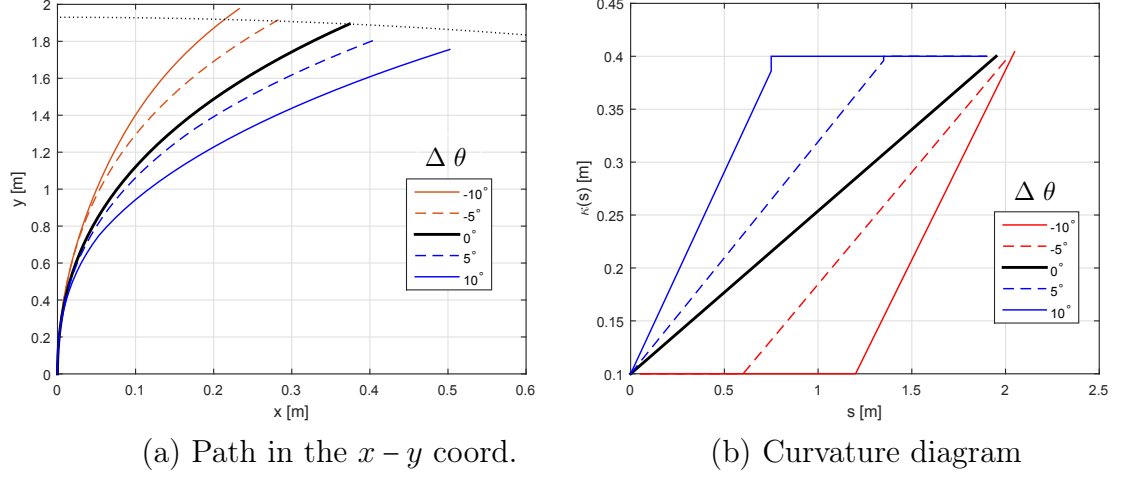 2
1.8
1.6
1.4
1.2
1
0.8
0.6
0.4
0.2
0
y [m]
0 0.1 0.2 0.3 0.4 0.5 0.6
x [m]
Δ θ
-10°
-5°
0°
5°
10°
(a) Path in the x – y coord.
0.45
0.4
0.35
0.3
0.25
0.2
0.15
0.1
κ(s) [m]
0 0.5 1 1.5 2 2.5
s [m]
Δ θ
-10°
-5°
0°
5°
10°
(b) Curvature diagram